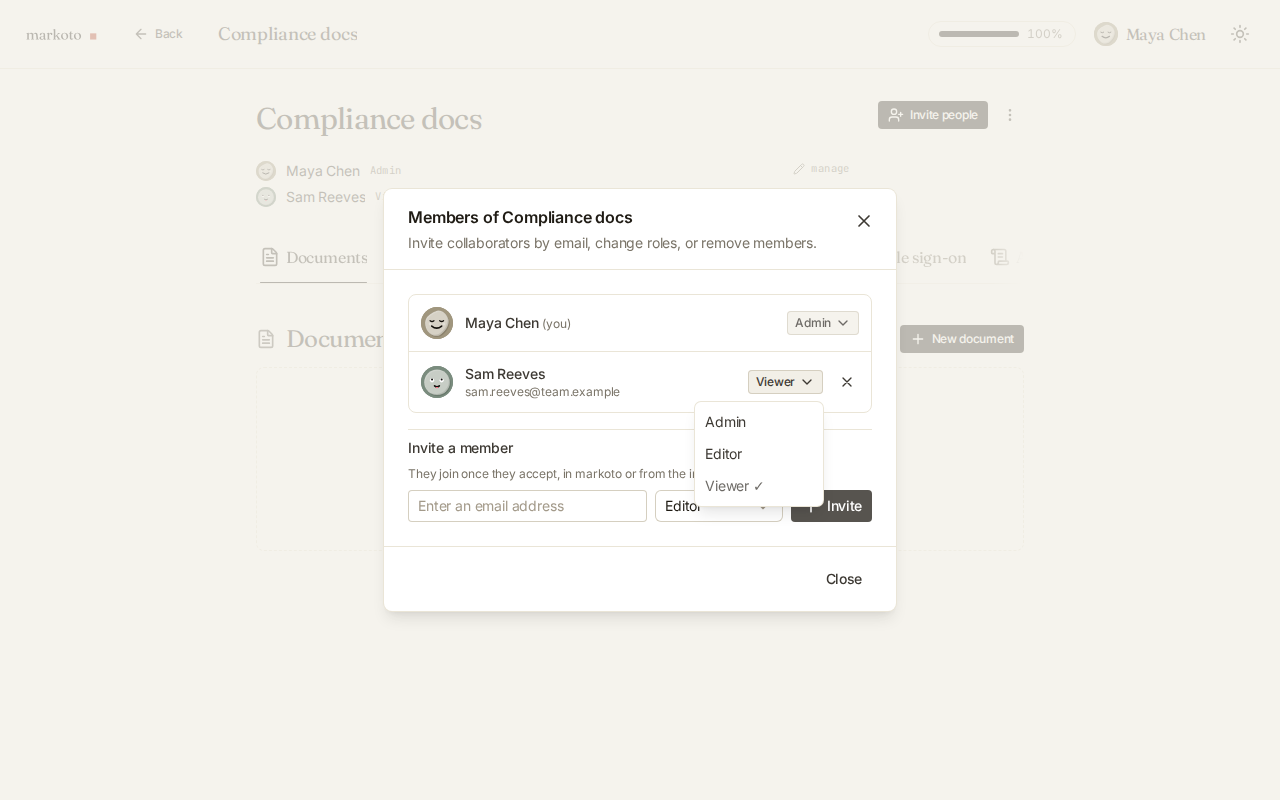 markoto
Back
Compliance docs
100%
Maya Chen
Compliance docs
Invite people
Maya Chen Admin
manage
Sam Reeves V
Documents
le sign-on
Members of Compliance docs
Invite collaborators by email, change roles, or remove members.
Maya Chen (you)
Admin
Sam Reeves
sam.reeves@team.example
Viewer
Admin
Editor
Viewer ✓
Invite a member
They join once they accept, in markoto or from the
Enter an email address
Editor
Invite
Close
Documen
New document